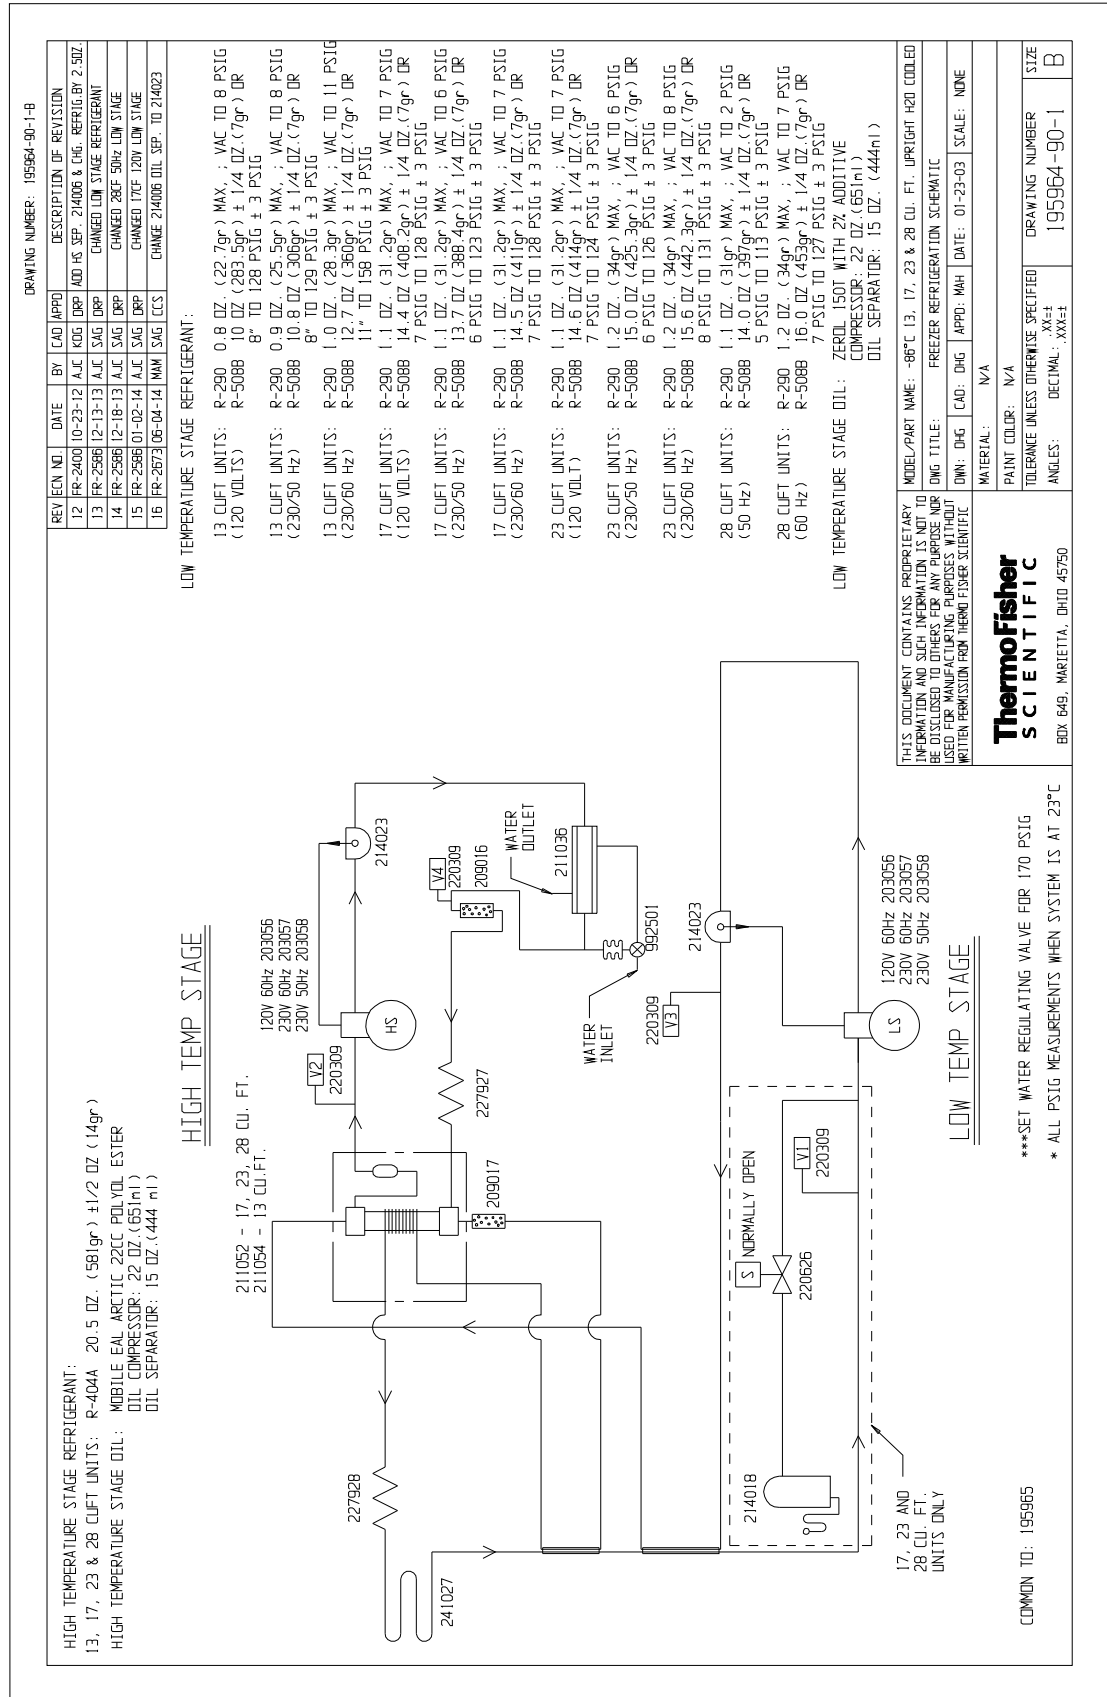 DRAWING NUMBER: 195964-90-1-B
REV ECN NO. DATE BY CAD APPD DESCRIPTION OF REVISION
12 FR-2400 10-23-12 AJC KDG DRP ADD HS SEP. 214006 & CHG. REFRIG.BY 2.5OZ.
13 FR-2586 12-13-13 AJC SAG DRP CHANGED LOW STAGE REFRIGERANT
14 FR-2586 12-18-13 AJC SAG DRP CHANGED 28CF 50Hz LOW STAGE
15 FR-2586 01-02-14 AJC SAG DRP CHANGED 17CF 120V LOW STAGE
16 FR-2673 06-04-14 MAM SAG CCS CHANGE 214006 OIL SEP. TO 214023
HIGH TEMPERATURE STAGE REFRIGERANT:
13, 17, 23 & 28 CUFT UNITS: R-404A 20.5 OZ. (581gr) ±1/2 OZ (14gr)
HIGH TEMPERATURE STAGE OIL: MOBILE EAL ARCTIC 22CC POLYOL ESTER
OIL COMPRESSOR: 22 OZ.(651ml)
OIL SEPARATOR: 15 OZ.(444 ml)
HIGH TEMP STAGE
211052 - 17, 23, 28 CU. FT.
211054 - 13 CU.FT.
120V 60Hz 203056
230V 60Hz 203057
230V 50Hz 203058
V2
220309
HS
214023
V4
220309
209016
WATER
OUTLET
211036
227927
209017
992501
WATER
INLET
227928
241027
220309
V3
214023
S NORMALLY OPEN
220626
V1
220309
214018
LS
120V 60Hz 203056
230V 60Hz 203057
230V 50Hz 203058
17, 23 AND
28 CU. FT.
UNITS ONLY
LOW TEMP STAGE
***SET WATER REGULATING VALVE FOR 170 PSIG
* ALL PSIG MEASUREMENTS WHEN SYSTEM IS AT 23°C
COMMON TO: 195965
LOW TEMPERATURE STAGE REFRIGERANT:
13 CUFT UNITS: R-290 0.8 OZ. (22.7gr) MAX, ; VAC TO 8 PSIG
(120 VOLTS) R-508B 10 OZ (283.5gr) ± 1/4 OZ.(7gr) OR
8" TO 128 PSIG ± 3 PSIG
13 CUFT UNITS: R-290 0.9 OZ. (25.5gr) MAX, ; VAC TO 8 PSIG
(230/50 Hz) R-508B 10.8 OZ (306gr) ± 1/4 OZ.(7gr) OR
8" TO 129 PSIG ± 3 PSIG
13 CUFT UNITS: R-290 1.0 OZ. (28.3gr) MAX, ; VAC TO 11 PSIG
(230/60 Hz) R-508B 12.7 OZ (360gr) ± 1/4 OZ.(7gr) OR
11" TO 158 PSIG ± 3 PSIG
17 CUFT UNITS: R-290 1.1 OZ. (31.2gr) MAX, ; VAC TO 7 PSIG
(120 VOLTS) R-508B 14.4 OZ (408.2gr) ± 1/4 OZ.(7gr) OR
7 PSIG TO 128 PSIG ± 3 PSIG
17 CUFT UNITS: R-290 1.1 OZ. (31.2gr) MAX, ; VAC TO 6 PSIG
(230/50 Hz) R-508B 13.7 OZ (388.4gr) ± 1/4 OZ.(7gr) OR
6 PSIG TO 123 PSIG ± 3 PSIG
17 CUFT UNITS: R-290 1.1 OZ. (31.2gr) MAX, ; VAC TO 7 PSIG
(230/60 Hz) R-508B 14.5 OZ (411gr) ± 1/4 OZ.(7gr) OR
7 PSIG TO 128 PSIG ± 3 PSIG
23 CUFT UNITS: R-290 1.1 OZ. (31.2gr) MAX, ; VAC TO 7 PSIG
(120 VOLT) R-508B 14.6 OZ (414gr) ± 1/4 OZ.(7gr) OR
7 PSIG TO 124 PSIG ± 3 PSIG
23 CUFT UNITS: R-290 1.2 OZ. (34gr) MAX, ; VAC TO 6 PSIG
(230/50 Hz) R-508B 15.0 OZ (425.3gr) ± 1/4 OZ.(7gr) OR
6 PSIG TO 126 PSIG ± 3 PSIG
23 CUFT UNITS: R-290 1.2 OZ. (34gr) MAX, ; VAC TO 8 PSIG
(230/60 Hz) R-508B 15.6 OZ (442.3gr) ± 1/4 OZ.(7gr) OR
8 PSIG TO 131 PSIG ± 3 PSIG
28 CUFT UNITS: R-290 1.1 OZ. (31gr) MAX, ; VAC TO 2 PSIG
(50 Hz) R-508B 14.0 OZ (397gr) ± 1/4 OZ.(7gr) OR
5 PSIG TO 113 PSIG ± 3 PSIG
28 CUFT UNITS: R-290 1.2 OZ. (34gr) MAX, ; VAC TO 7 PSIG
(60 Hz) R-508B 16.0 OZ (453gr) ± 1/4 OZ.(7gr) OR
7 PSIG TO 127 PSIG ± 3 PSIG
LOW TEMPERATURE STAGE OIL: ZEROL 150T WITH 2% ADDITIVE
COMPRESSOR: 22 OZ.(651ml)
OIL SEPARATOR: 15 OZ. (444ml)
THIS DOCUMENT CONTAINS PROPRIETARY
INFORMATION AND SUCH INFORMATION IS NOT TO
BE DISCLOSED TO OTHERS FOR ANY PURPOSE NOR
USED FOR MANUFACTURING PURPOSES WITHOUT
WRITTEN PERMISSION FROM THERMO FISHER SCIENTIFIC
ThermoFisher
SCIENTIFIC
BOX 649, MARIETTA, OHIO 45750
MODEL/PART NAME: -86°C 13, 17, 23 & 28 CU. FT. UPRIGHT H2O COOLED
DWG TITLE: FREEZER REFRIGERATION SCHEMATIC
DWN: DHG CAD: DHG APPD: MAH DATE: 01-23-03 SCALE: NONE
MATERIAL: N/A
PAINT COLOR: N/A
TOLERANCE UNLESS OTHERWISE SPECIFIED
ANGLES: DECIMAL: .XX=±
.XXX=±
DRAWING NUMBER
195964-90-1
SIZE
B